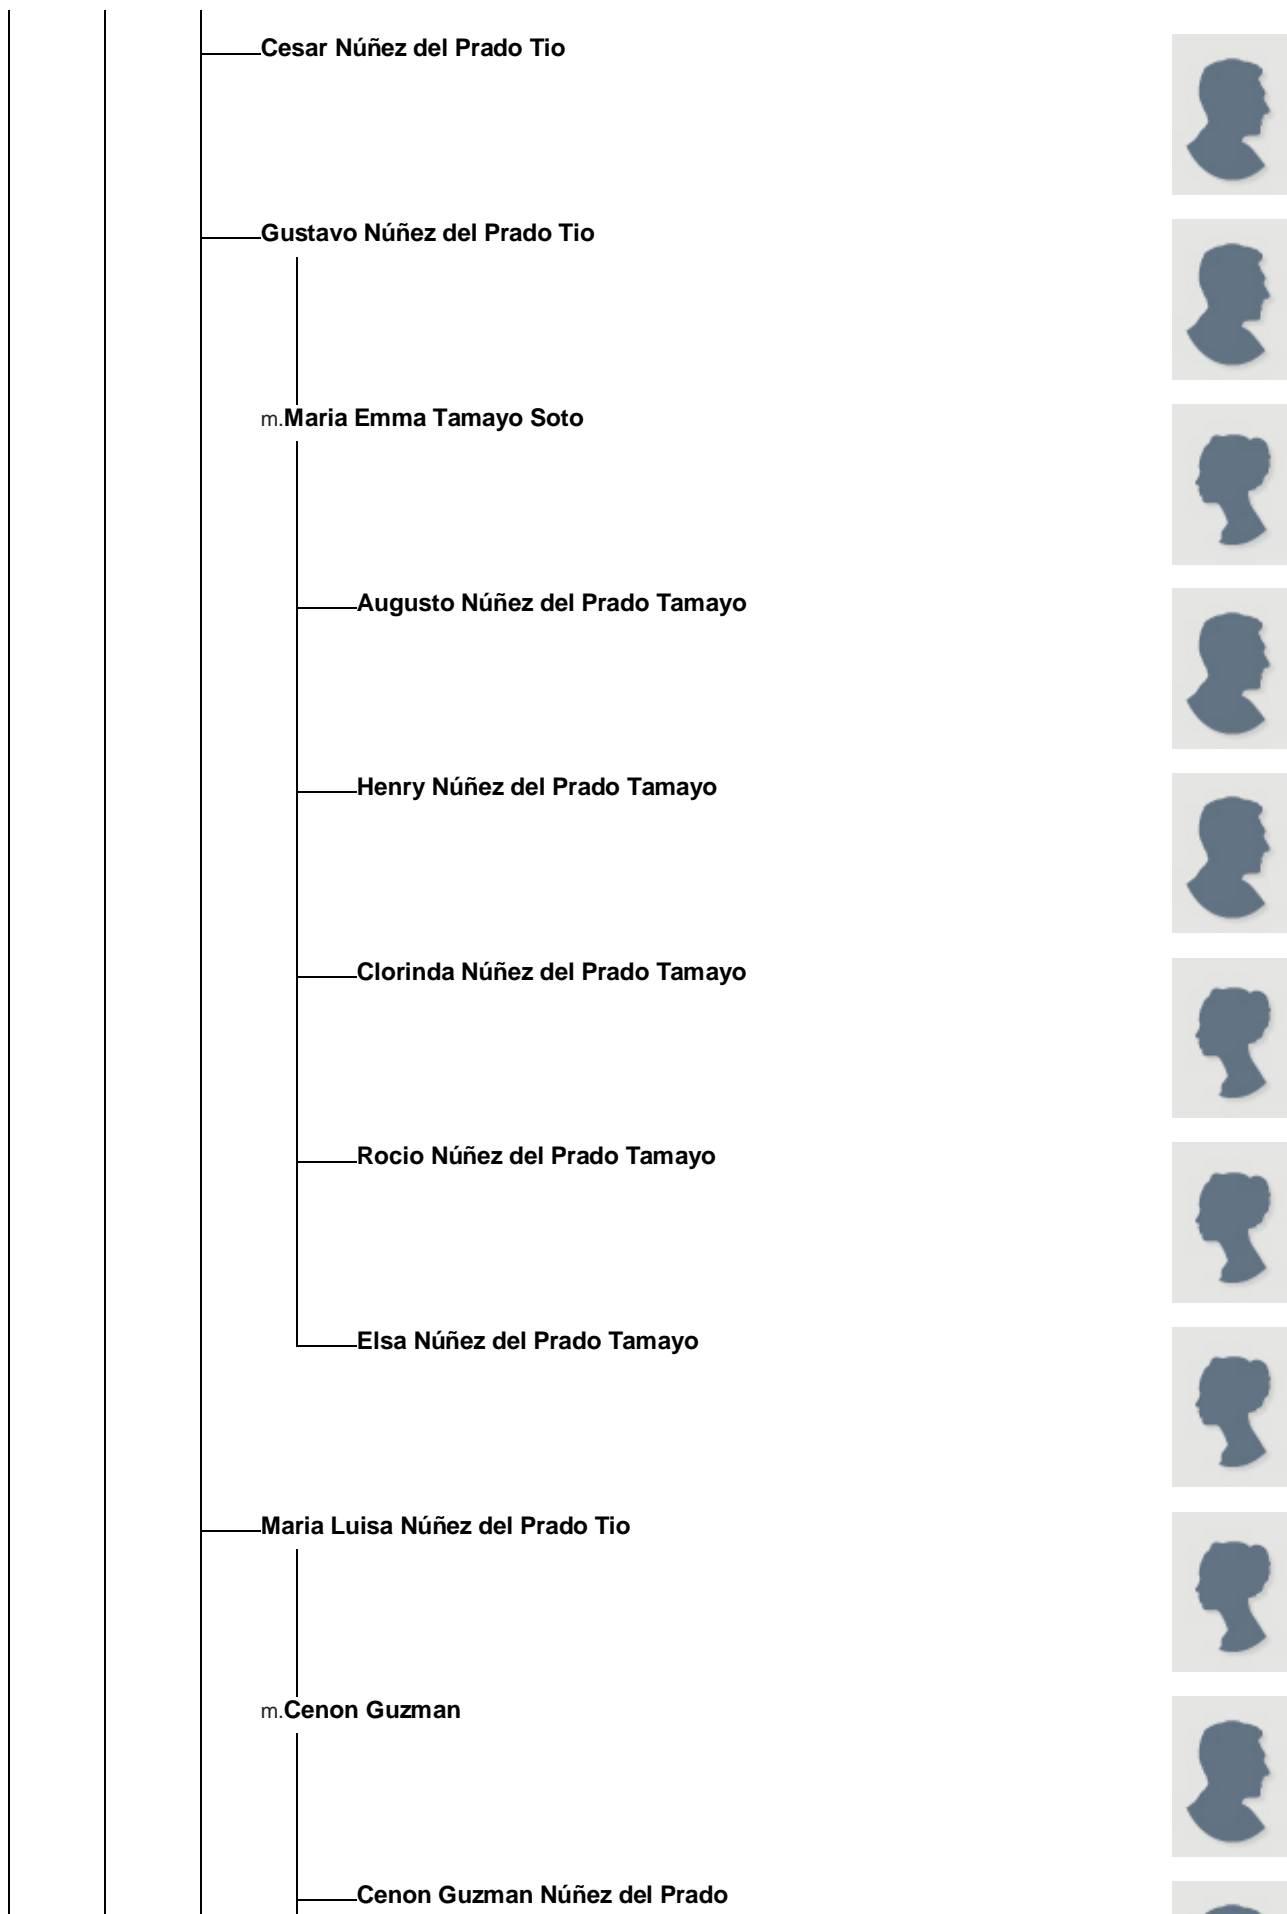 Cesar Núñez del Prado Tio
Gustavo Núñez del Prado Tio
m.Maria Emma Tamayo Soto
Augusto Núñez del Prado Tamayo
Henry Núñez del Prado Tamayo
Clorinda Núñez del Prado Tamayo
Rocio Núñez del Prado Tamayo
Elsa Núñez del Prado Tamayo
Maria Luisa Núñez del Prado Tio
m.Cenon Guzman
Cenon Guzman Núñez del Prado